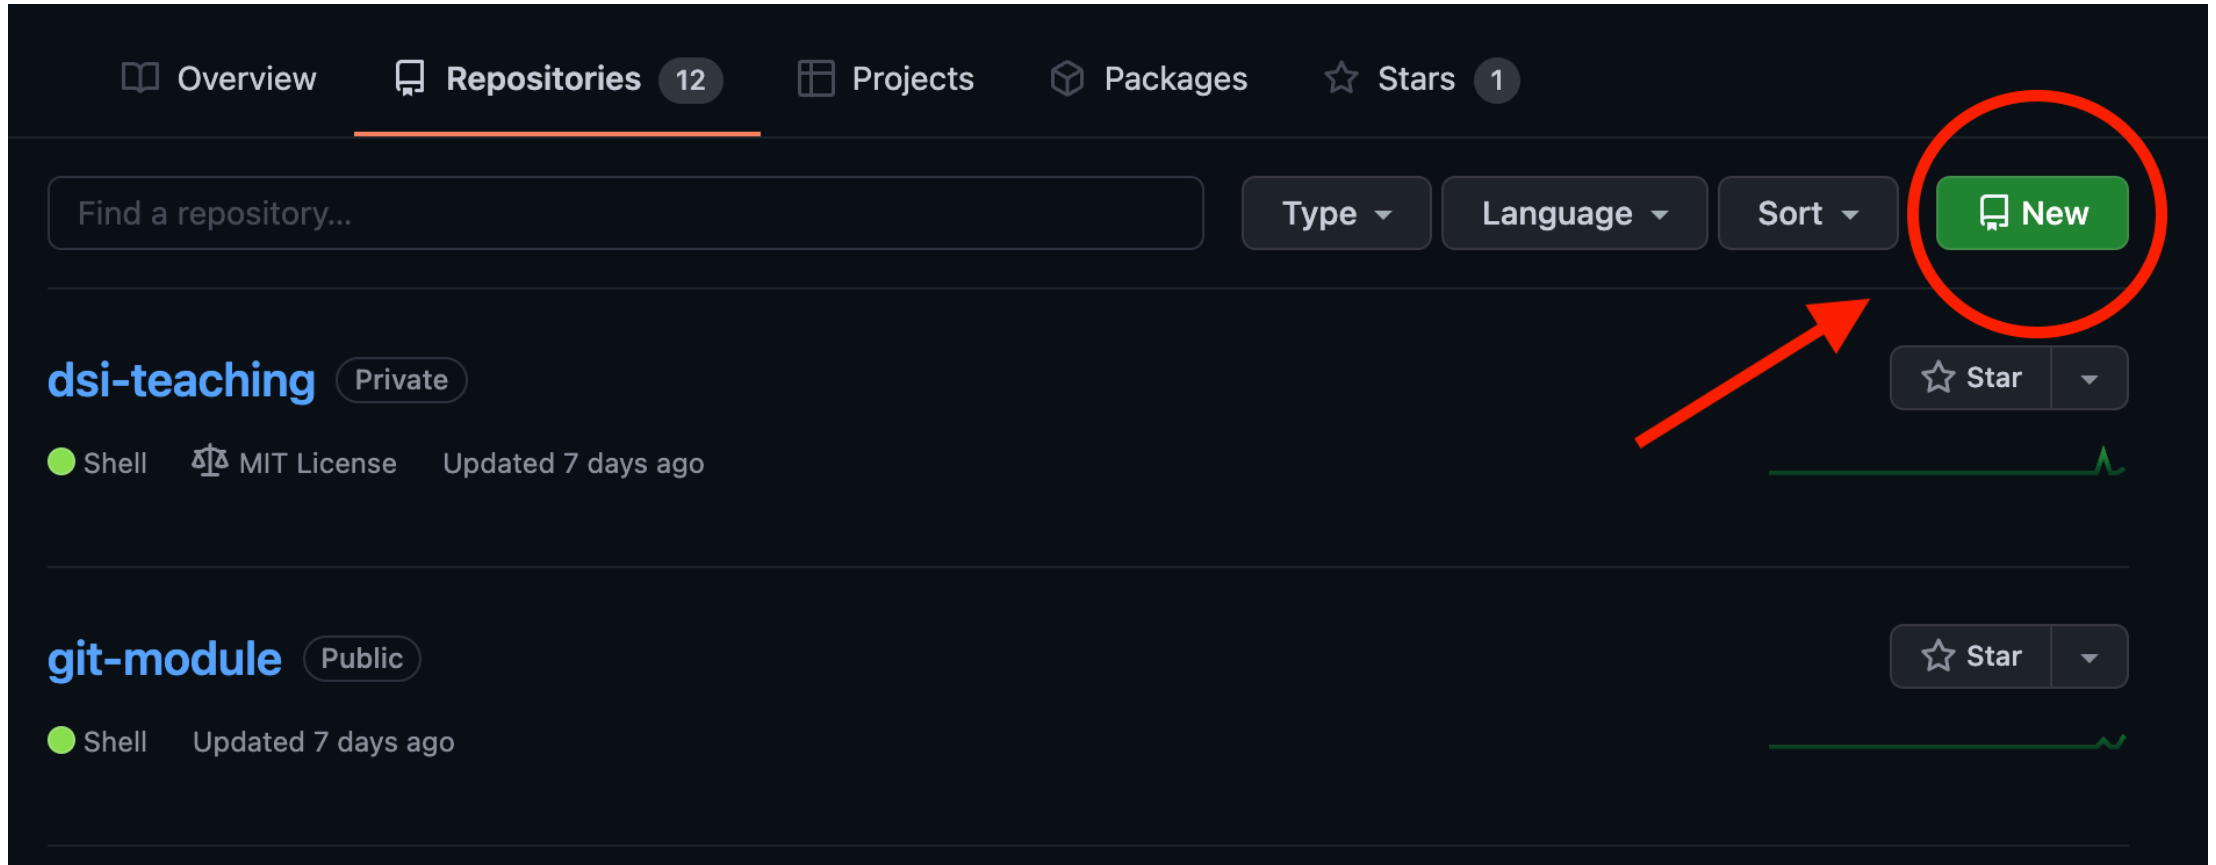 Overview Repositories 12 Projects Packages Stars 1
Find a repository... Type Language Sort New
dsi-teaching Private Star
Shell MIT License Updated 7 days ago
git-module Public Star
Shell Updated 7 days ago